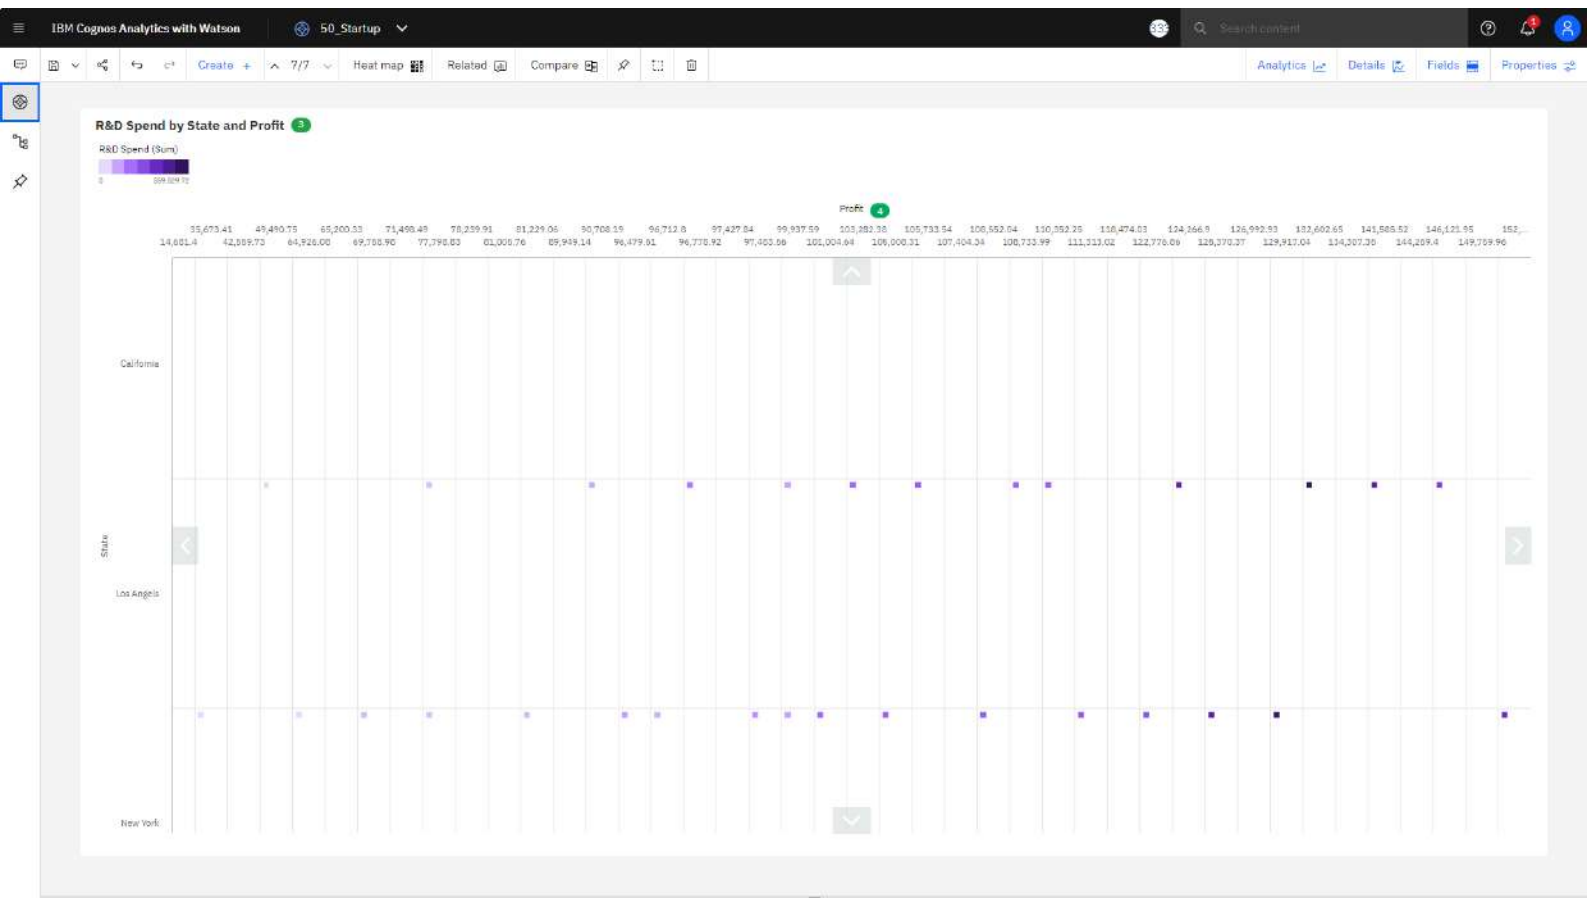 IBM Cognos Analytics with Watson
50_Startup
Search content
1
Create +
7/7
Heat map
Related
Compare
Analytics
Details
Fields
Properties
R&D Spend by State and Profit 3
R&D Spend (Sum)
0
Profit 4
35,673.41 49,490.75 65,200.33 71,498.49 78,239.91 81,229.06 90,708.19 96,712.8 97,427.84 99,937.59 103,282.38 105,733.54 108,552.04 110,352.25 118,474.03 124,266.9 126,992.93 132,602.65 141,585.52 146,121.95 152,...
14,681.4 42,559.73 64,926.08 69,758.98 77,798.83 81,005.76 89,949.14 96,479.51 96,778.92 97,483.56 101,004.64 105,008.31 107,404.34 108,733.99 111,313.02 122,776.86 125,370.37 129,917.04 134,307.35 144,259.4 149,759.96
California
State
Los Angels
New York